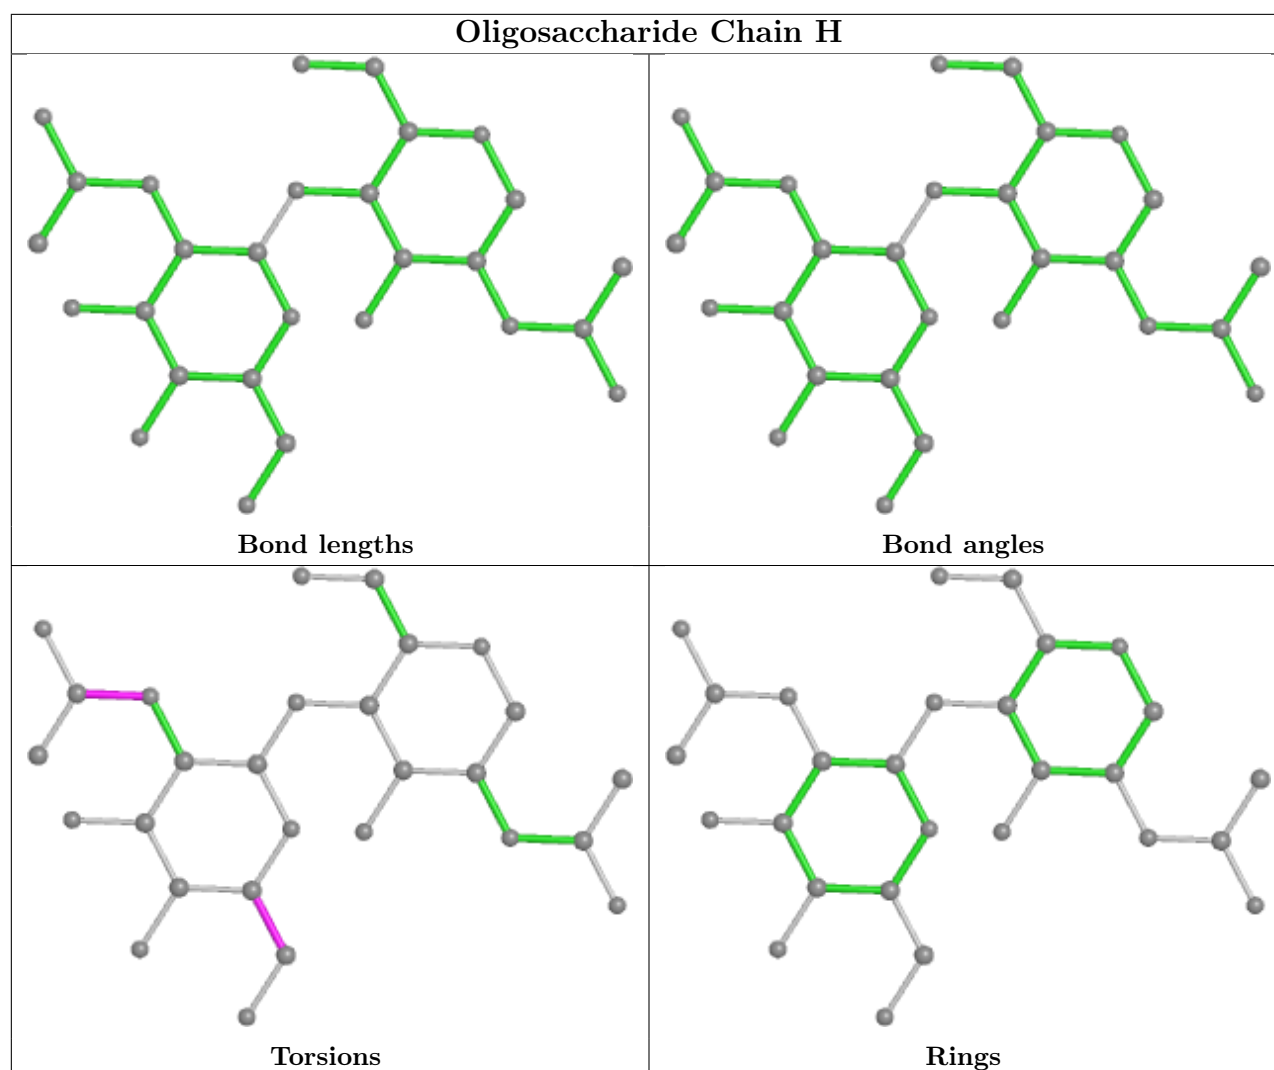 Oligosaccharide Chain H
Bond lengths
Bond angles
Torsions
Rings